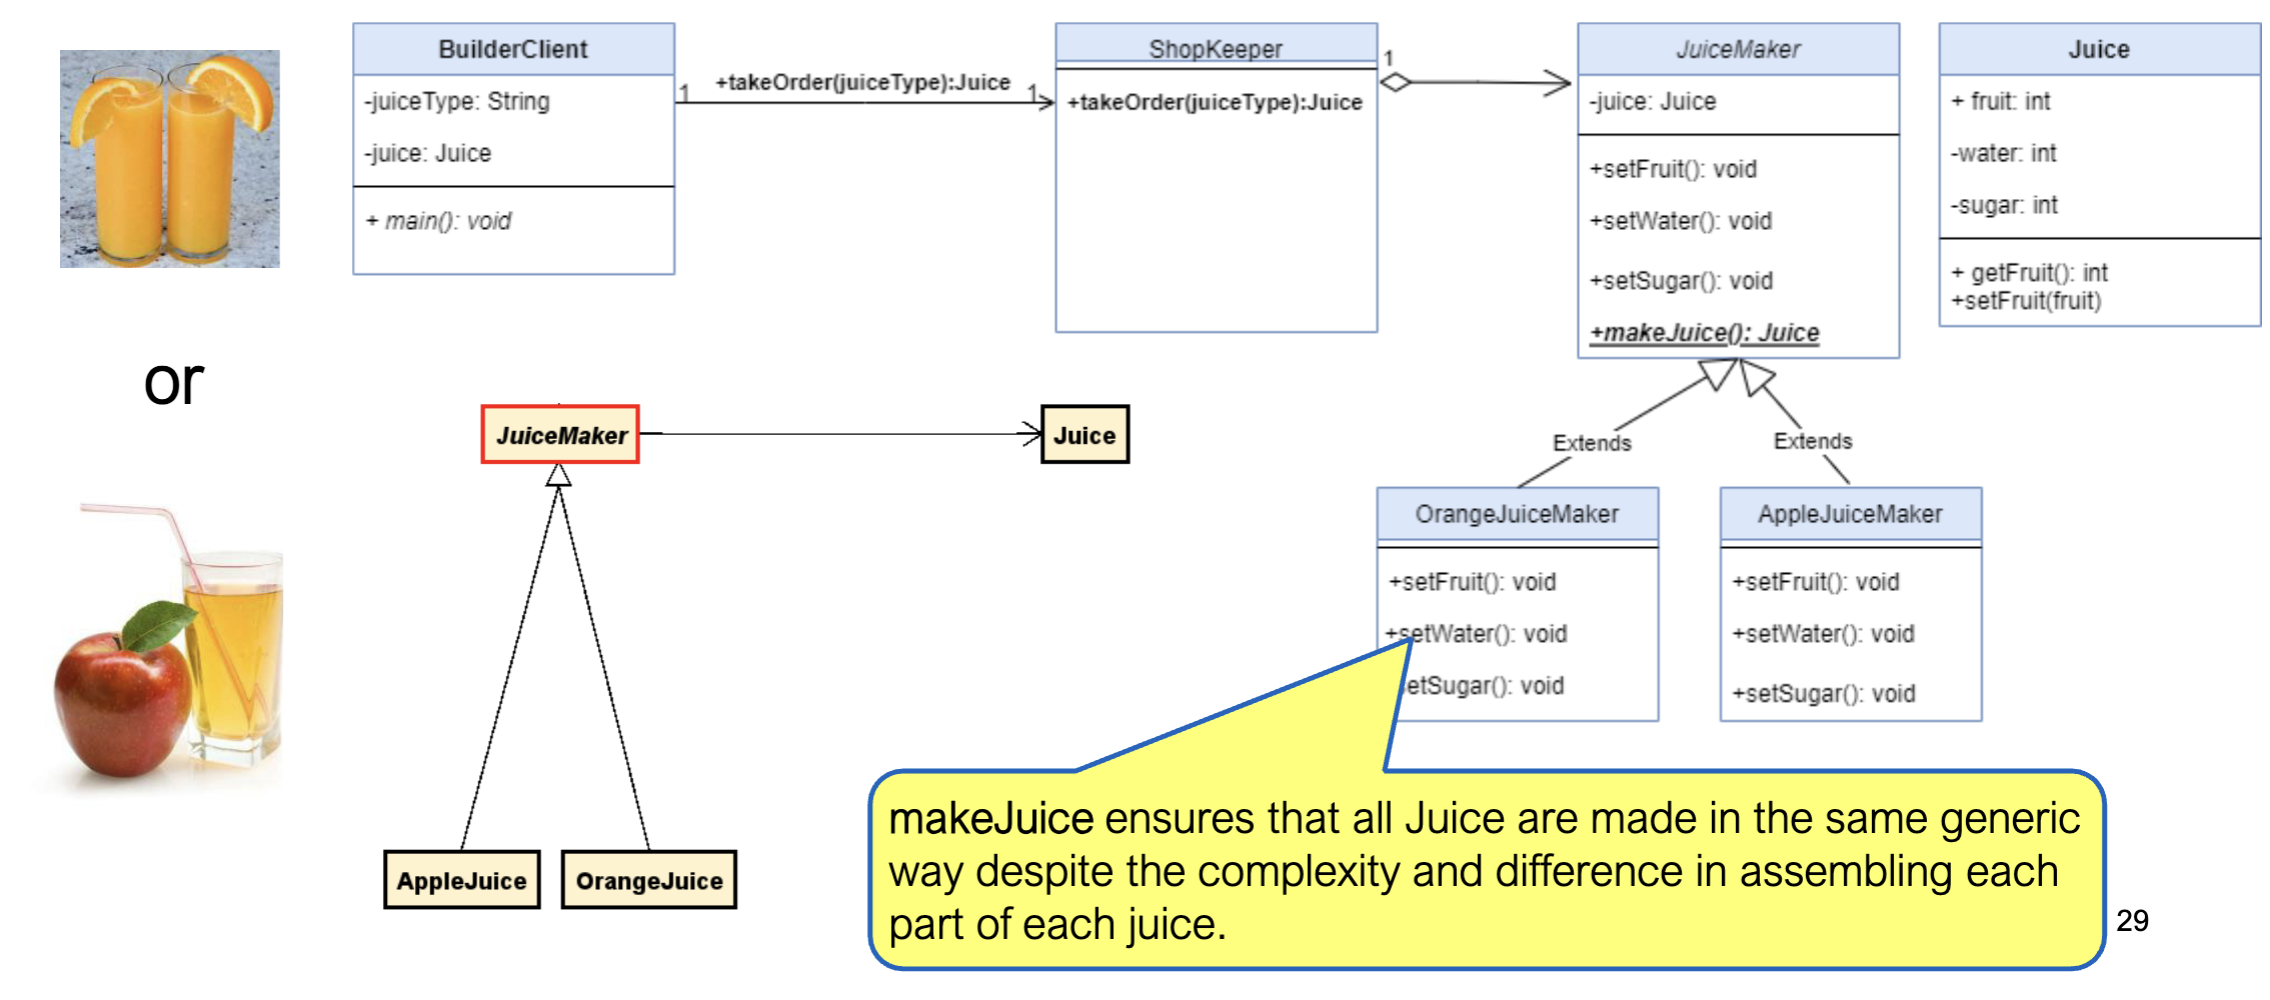 BuilderClient
-juiceType: String
-juice: Juice
+ main(): void
1
+takeOrder(juiceType):Juice
1
ShopKeeper
+takeOrder(juiceType):Juice
1
JuiceMaker
-juice: Juice
+setFruit(): void
+setWater(): void
+setSugar(): void
+makeJuice(): Juice
Juice
+ fruit: int
-water: int
-sugar: int
+ getFruit(): int
+setFruit(fruit)
or
JuiceMaker
Juice
AppleJuice
OrangeJuice
Extends
Extends
OrangeJuiceMaker
+setFruit(): void
+setWater(): void
etSugar(): void
AppleJuiceMaker
+setFruit(): void
+setWater(): void
+setSugar(): void
makeJuice ensures that all Juice are made in the same generic
way despite the complexity and difference in assembling each
part of each juice.
29